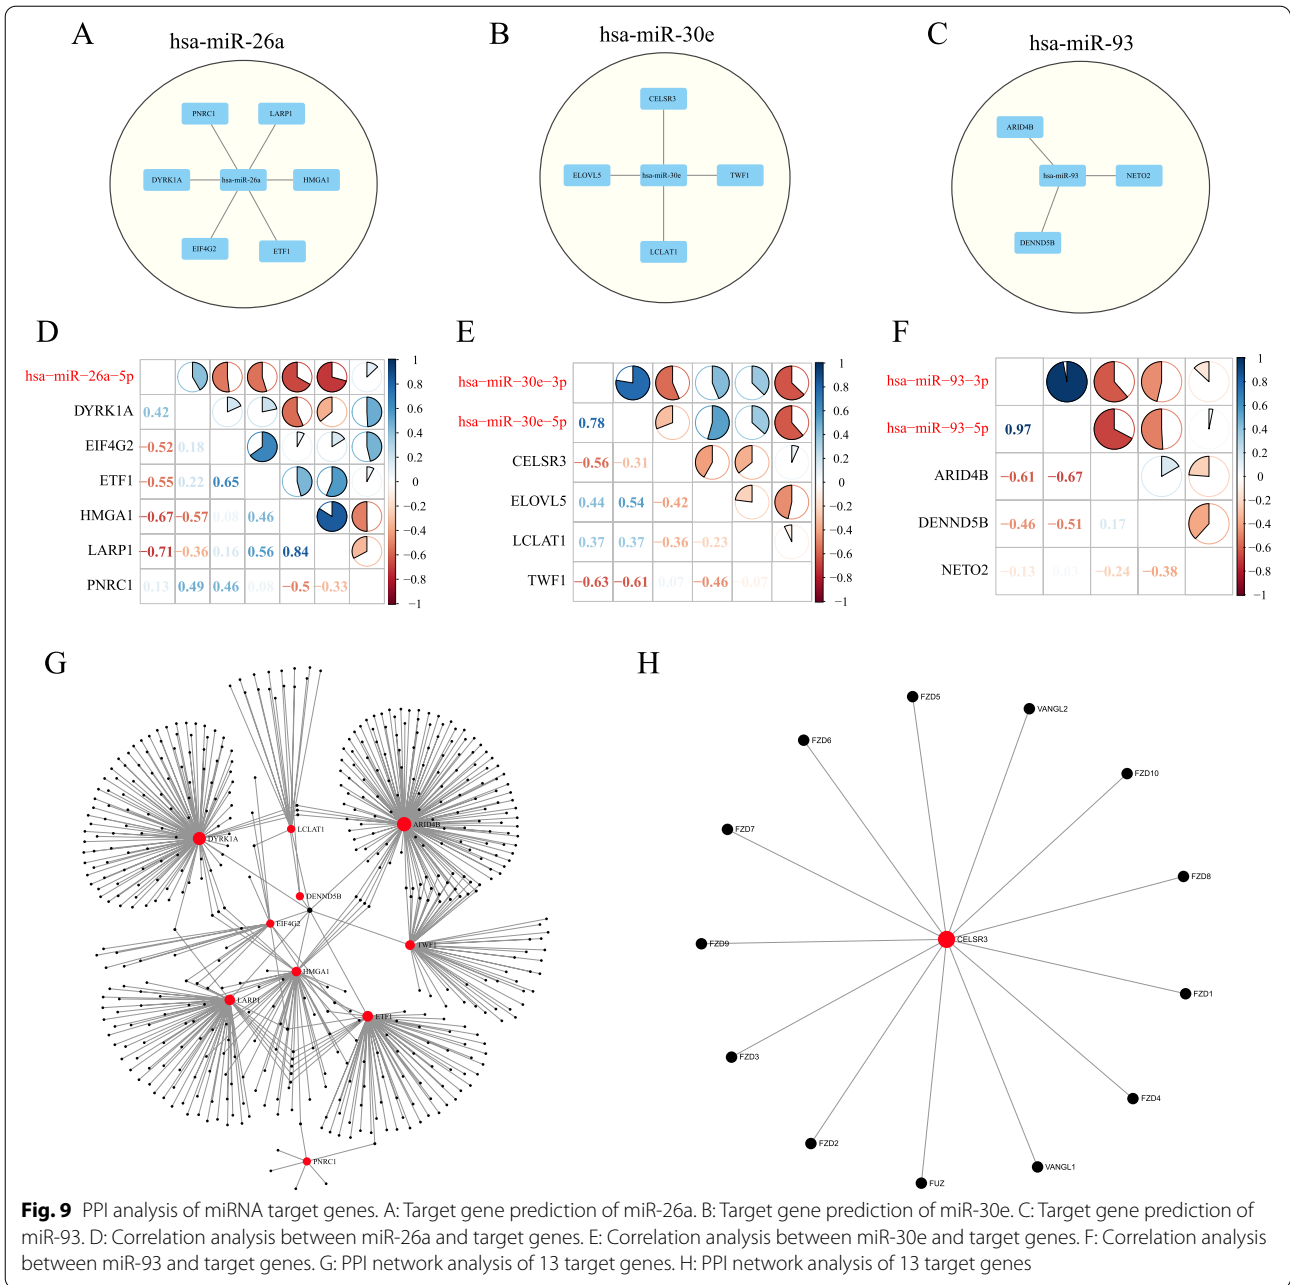 A
hsa-miR-26a
PNRC1
LARP1
DYRK1A
hsa-miR-26a
HMGA1
EIF4G2
ETF1
B
hsa-miR-30e
CELSR3
ELOVL5
hsa-miR-30e
TWF1
LCLAT1
C
hsa-miR-93
ARID4B
hsa-miR-93
NETO2
DENND5B
D
hsa−miR−26a−5p
DYRK1A 0.42
EIF4G2 −0.52 0.18
ETF1 −0.55 0.22 0.65
HMGA1 −0.67 −0.57 0.08 0.46
LARP1 −0.71 −0.36 0.16 0.56 0.84
PNRC1 0.13 0.49 0.46 0.08 −0.5 −0.33
1
0.8
0.6
0.4
0.2
0
−0.2
−0.4
−0.6
−0.8
−1
E
hsa−miR−30e−3p
hsa−miR−30e−5p 0.78
CELSR3 −0.56 −0.31
ELOVL5 0.44 0.54 −0.42
LCLAT1 0.37 0.37 −0.36 −0.23
TWF1 −0.63 −0.61 0.07 −0.46 −0.07
1
0.8
0.6
0.4
0.2
0
−0.2
−0.4
−0.6
−0.8
−1
F
hsa−miR−93−3p
hsa−miR−93−5p 0.97
ARID4B −0.61 −0.67
DENND5B −0.46 −0.51 0.17
NETO2 −0.13 0.03 −0.24 −0.38
1
0.8
0.6
0.4
0.2
0
−0.2
−0.4
−0.6
−0.8
−1
G
DYRK1A
LCLAT1
ARID4B
DENND5B
EIF4G2
TWF1
HMGA1
LARP1
ETF1
PNRC1
H
FZD5
VANGL2
FZD6
FZD10
FZD7
FZD8
CELSR3
FZD9
FZD1
FZD3
FZD4
FZD2
VANGL1
FUZ
Fig. 9 PPI analysis of miRNA target genes. A: Target gene prediction of miR-26a. B: Target gene prediction of miR-30e. C: Target gene prediction of
miR-93. D: Correlation analysis between miR-26a and target genes. E: Correlation analysis between miR-30e and target genes. F: Correlation analysis
between miR-93 and target genes. G: PPI network analysis of 13 target genes. H: PPI network analysis of 13 target genes